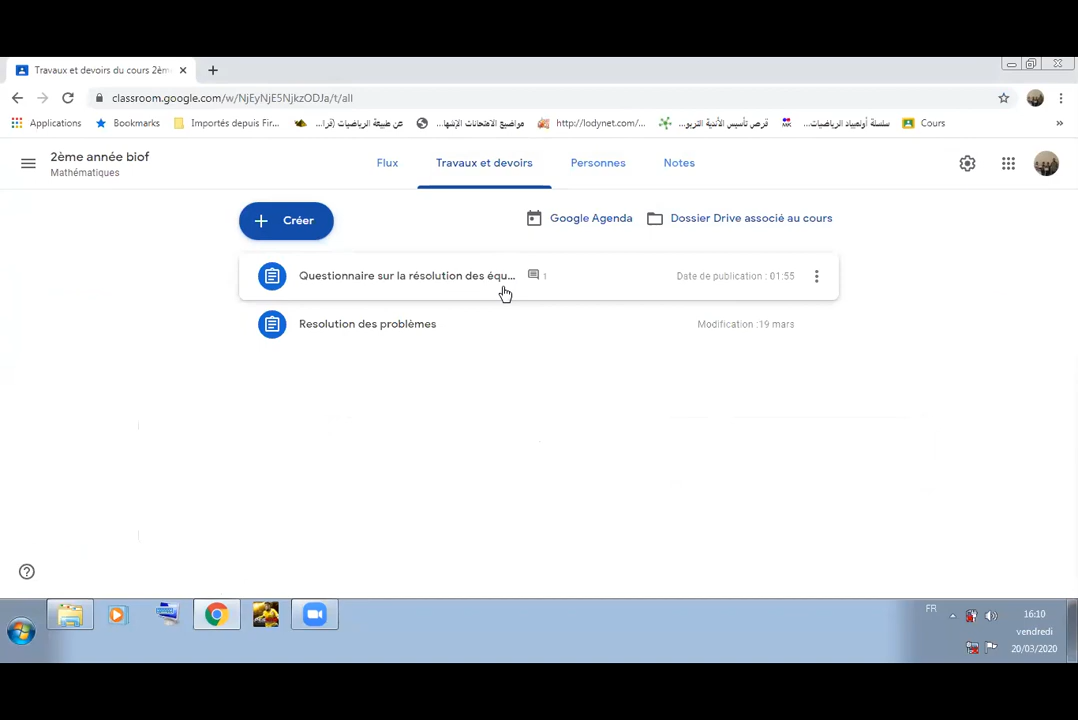 Travaux et devoirs du cours 2èm
classroom.google.com/w/NjEyNjE5NjkzODJa/t/all
Applications Bookmarks Importés depuis Fir... عن طبيعة الرياضيات (قرا... مواضيع الامتحانات الإشها... http://lodynet.com/... قرص تأسيس الأندية التربو... سلسلة أولمبياد الرياضيات... Cours »
2ème année biof
Mathématiques
Flux Travaux et devoirs Personnes Notes
Créer
Google Agenda Dossier Drive associé au cours
Questionnaire sur la résolution des équ... 1 Date de publication : 01:55
Resolution des problèmes Modification :19 mars
FR
16:10
vendredi
20/03/2020